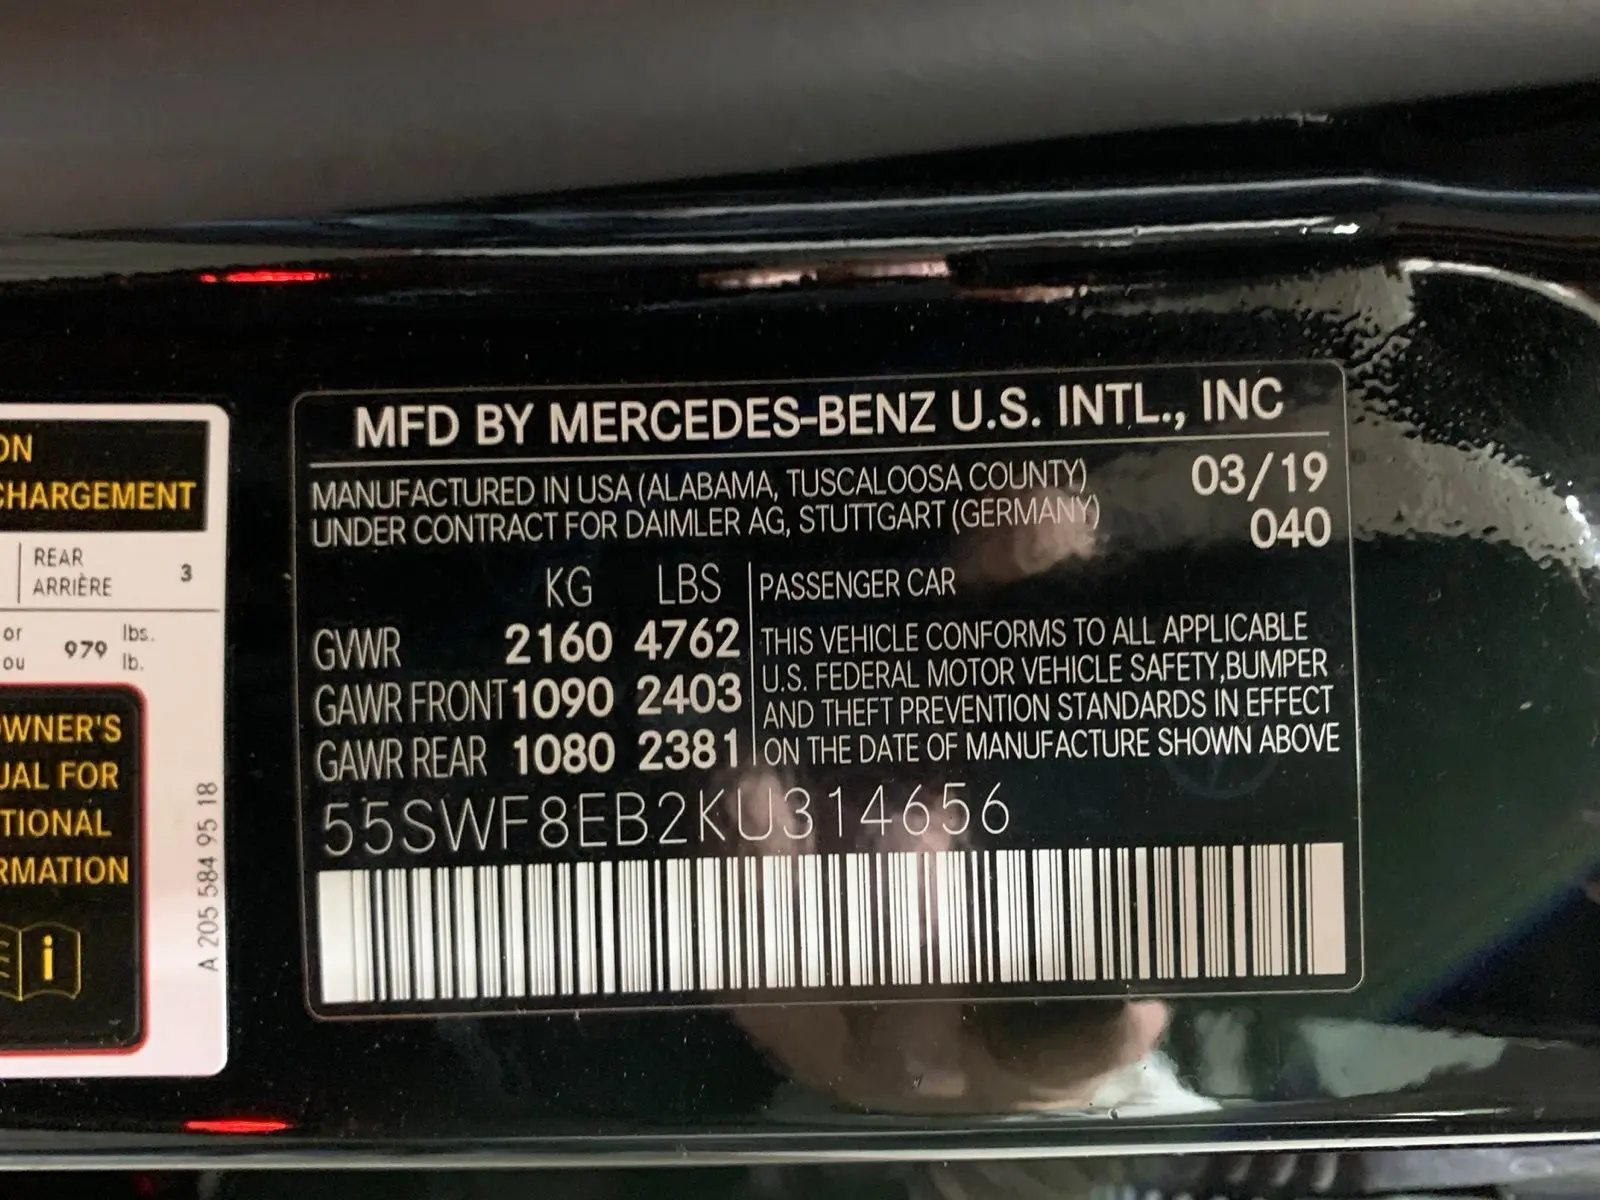 ON
CHARGEMENT
REAR
ARRIÈRE 3
or 979 lbs.
ou lb.
OWNER'S
UAL FOR
TIONAL
RMATION
i
A 205 584 95 18
MFD BY MERCEDES-BENZ U.S. INTL., INC
MANUFACTURED IN USA (ALABAMA, TUSCALOOSA COUNTY) 03/19
UNDER CONTRACT FOR DAIMLER AG, STUTTGART (GERMANY) 040
KG LBS
GVWR 2160 4762
GAWR FRONT 1090 2403
GAWR REAR 1080 2381
PASSENGER CAR
THIS VEHICLE CONFORMS TO ALL APPLICABLE
U.S. FEDERAL MOTOR VEHICLE SAFETY,BUMPER
AND THEFT PREVENTION STANDARDS IN EFFECT
ON THE DATE OF MANUFACTURE SHOWN ABOVE
55SWF8EB2KU314656